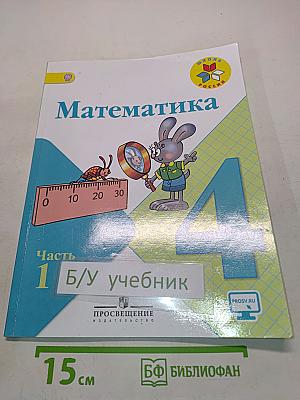 ШКОЛА
РОССИИ
Математика
0 10 20 30
4
Часть
1
Б/У учебник
ПРОСВЕЩЕНИЕ
ИЗДАТЕЛЬСТВО
PROSV.RU
15 см
БФ БИБЛИОФАН